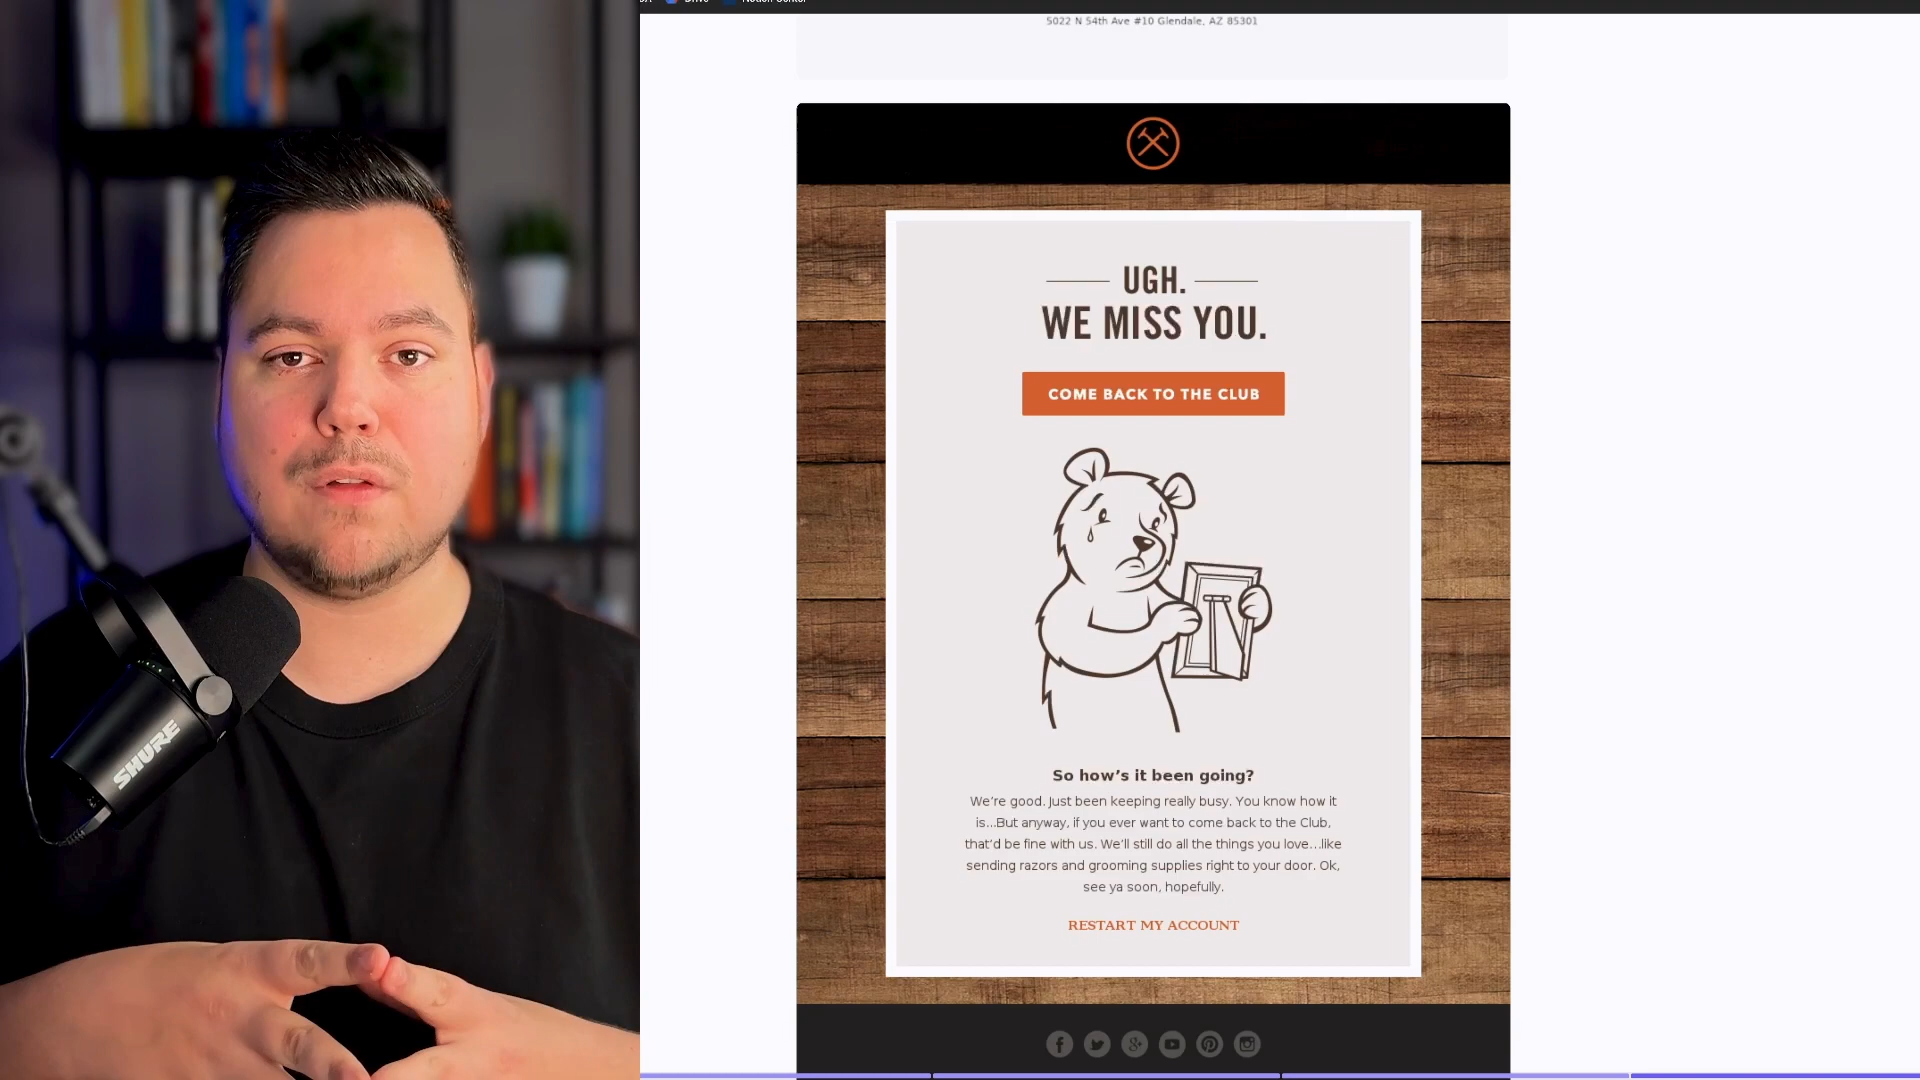 Drive
5022 N 54th Ave #10 Glendale, AZ 85301
UGH.
WE MISS YOU.
COME BACK TO THE CLUB
So how's it been going?
We're good. Just been keeping really busy. You know how it
is...But anyway, if you ever want to come back to the Club,
that'd be fine with us. We'll still do all the things you love...like
sending razors and grooming supplies right to your door. Ok,
see ya soon, hopefully.
RESTART MY ACCOUNT
SHURE